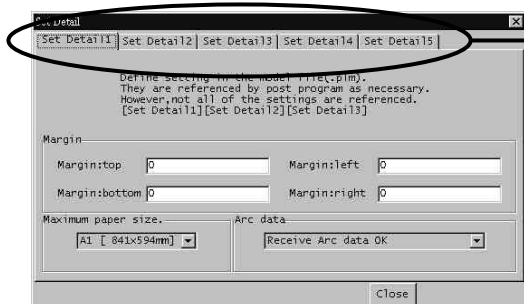 Set Detail
Set Detail1 Set Detail2 Set Detail3 Set Detail4 Set Detail5
Define setting in the model file(.plm).
They are referenced by post program as necessary.
However,not all of the settings are referenced.
[Set Detail1][Set Detail2][Set Detail3]
Margin
Margin:top 0 Margin:left 0
Margin:bottom 0 Margin:right 0
Maximum paper size. Arc data
A1 [ 841x594mm] Receive Arc data OK
Close